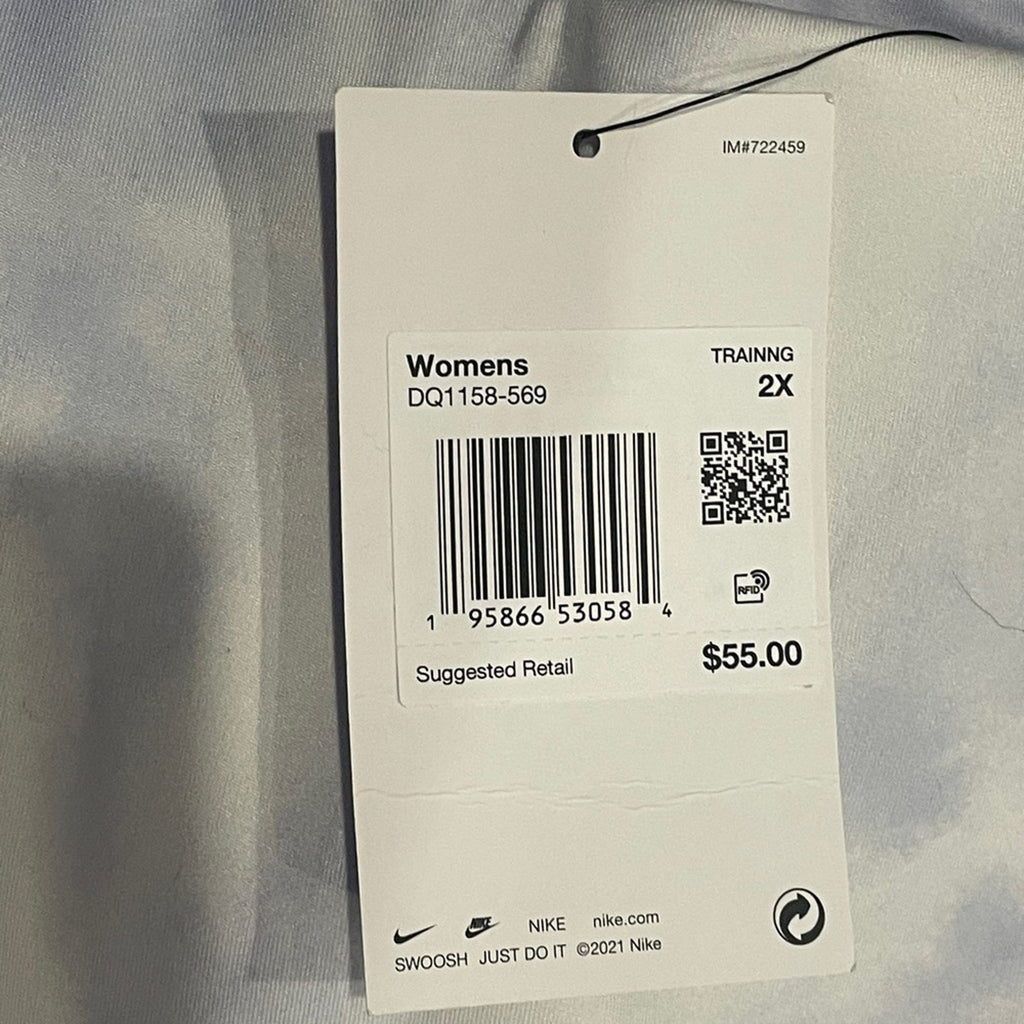 IM#722459
Womens
TRAINNG
DQ1158-569
2X
RFID
1 95866 53058 4
Suggested Retail
$55.00
NIKE NIKE nike.com
SWOOSH JUST DO IT ©2021 Nike